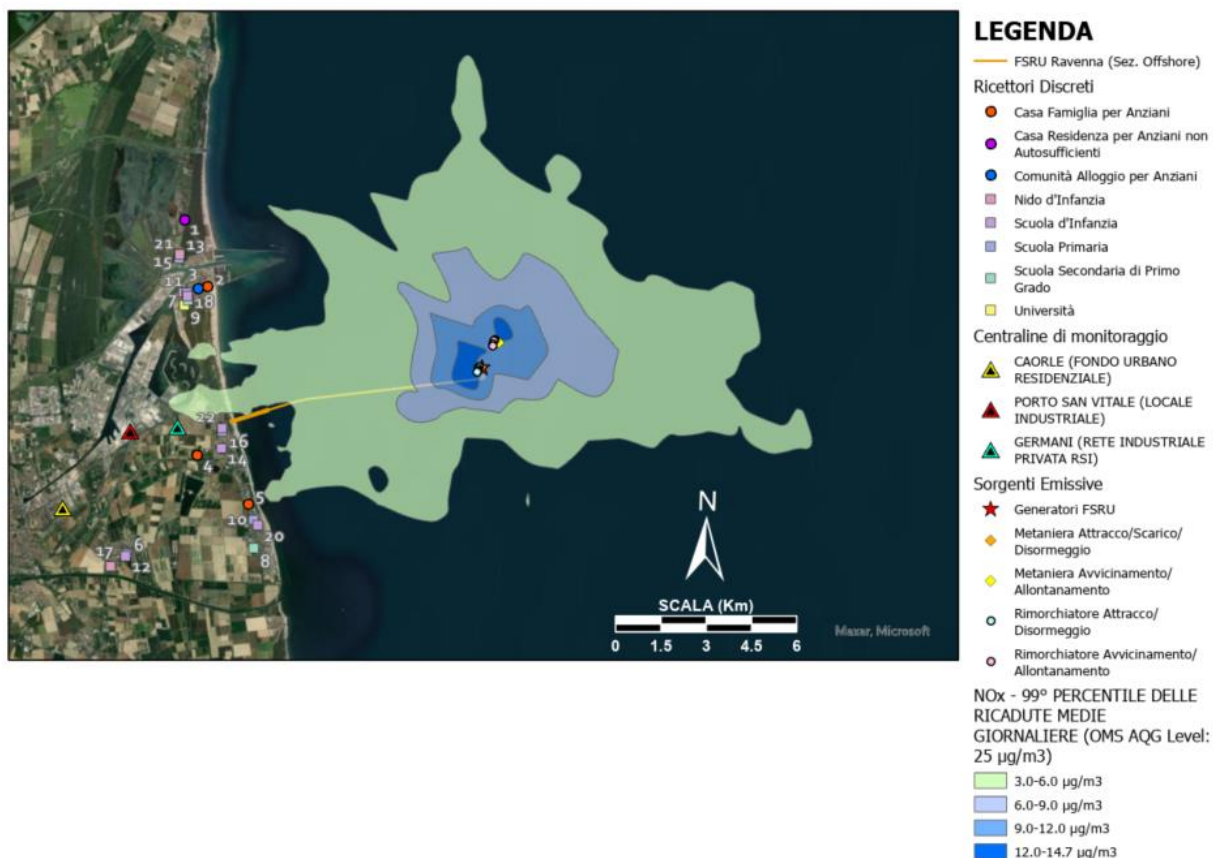 1
21
13
15
3
2
11
7
18
9
22
16
14
4
5
10
20
8
6
17
12
N
SCALA (Km)
0 1.5 3 4.5 6
Maxar, Microsoft
LEGENDA
FSRU Ravenna (Sez. Offshore)
Ricettori Discreti
Casa Famiglia per Anziani
Casa Residenza per Anziani non
Autosufficienti
Comunità Alloggio per Anziani
Nido d'Infanzia
Scuola d'Infanzia
Scuola Primaria
Scuola Secondaria di Primo
Grado
Università
Centraline di monitoraggio
CAORLE (FONDO URBANO
RESIDENZIALE)
PORTO SAN VITALE (LOCALE
INDUSTRIALE)
GERMANI (RETE INDUSTRIALE
PRIVATA RSI)
Sorgenti Emissive
Generatori FSRU
Metaniera Attracco/Scarico/
Disormeggio
Metaniera Avvicinamento/
Allontanamento
Rimorchiatore Attracco/
Disormeggio
Rimorchiatore Avvicinamento/
Allontanamento
NOx - 99° PERCENTILE DELLE
RICADUTE MEDIE
GIORNALIERE (OMS AQG Level:
25 µg/m3)
3.0-6.0 µg/m3
6.0-9.0 µg/m3
9.0-12.0 µg/m3
12.0-14.7 µg/m3